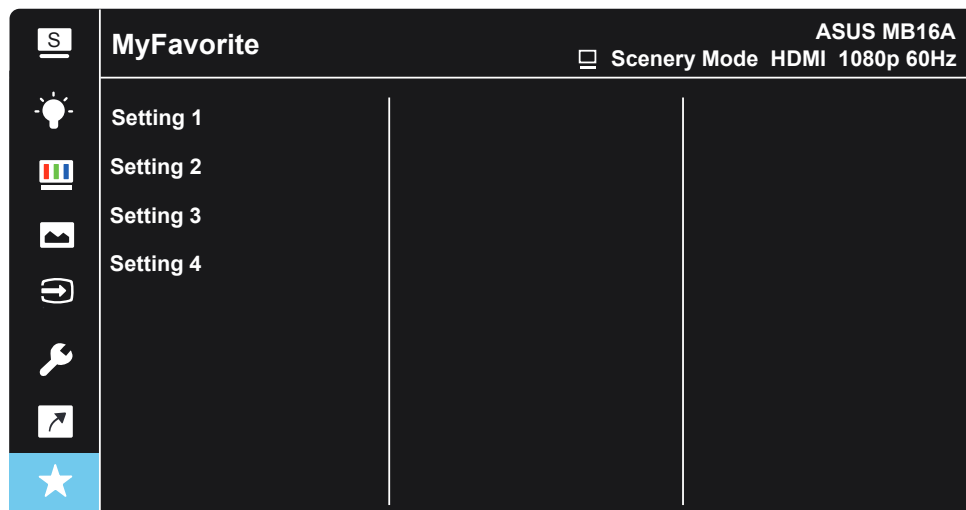 S
MyFavorite
ASUS MB16A
Scenery Mode HDMI 1080p 60Hz
Setting 1
Setting 2
Setting 3
Setting 4